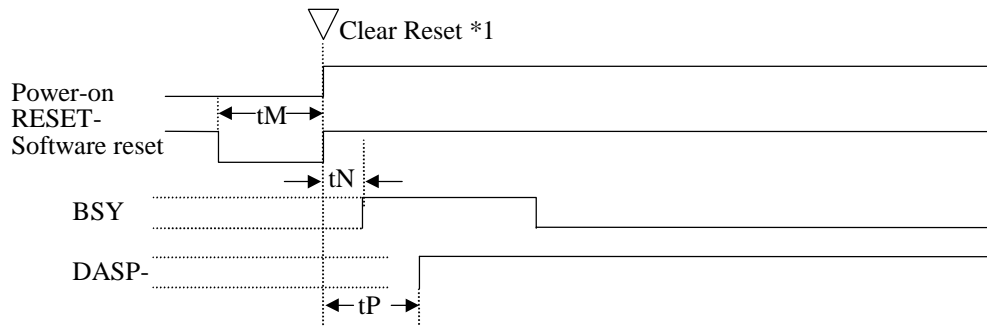 Clear Reset *1
Power-on
RESET-
Software reset
tM
tN
BSY
DASP-
tP